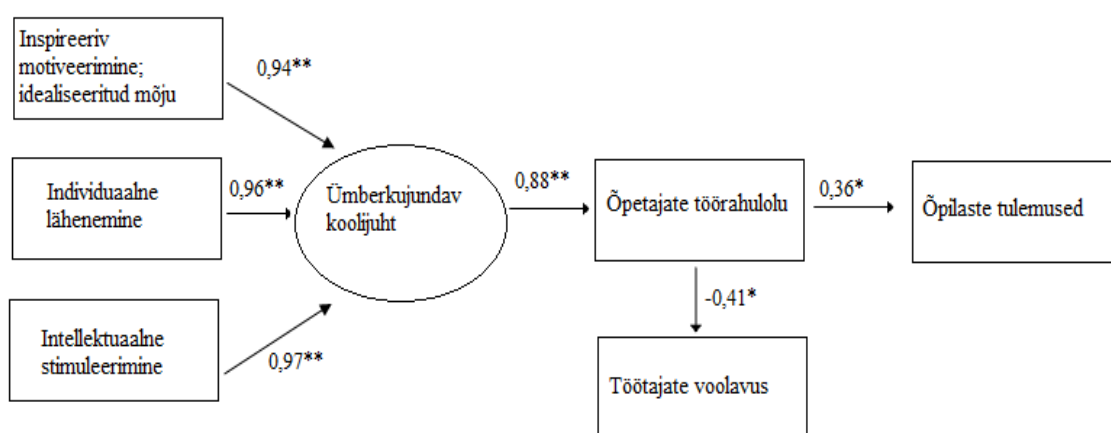 Inspireeriv
motiveerimine;
idealiseeritud mõju
0,94**
Individuaalne
lähenemine
0,96**
Intellektuaalne
stimuleerimine
0,97**
Ümberkujundav
koolijuht
0,88**
Õpetajate töörahulolu
0,36*
Õpilaste tulemused
-0,41*
Töötajate voolavus